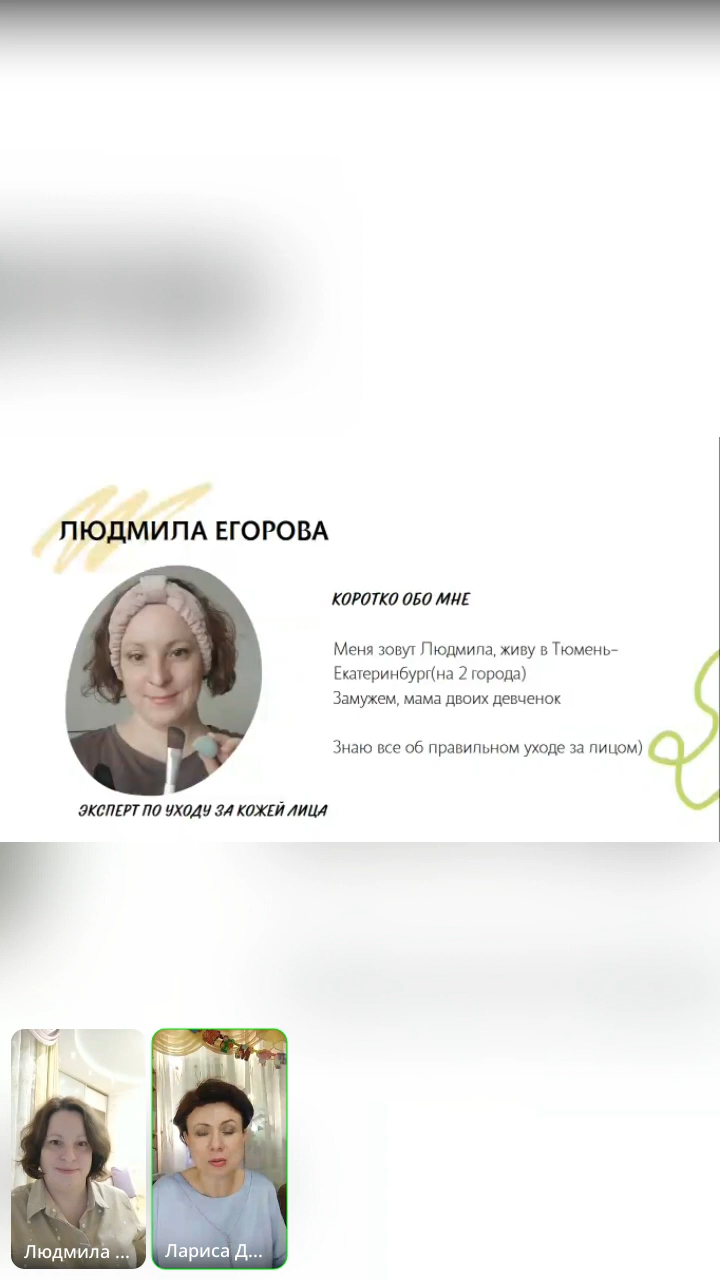 ЛЮДМИЛА ЕГОРОВА
КОРОТКО ОБО МНЕ
Меня зовут Людмила, живу в Тюмень-
Екатеринбург(на 2 города)
Замужем, мама двоих девченок
Знаю все об правильном уходе за лицом)
ЭКСПЕРТ ПО УХОДУ ЗА КОЖЕЙ ЛИЦА
Людмила ...
Лариса Д...